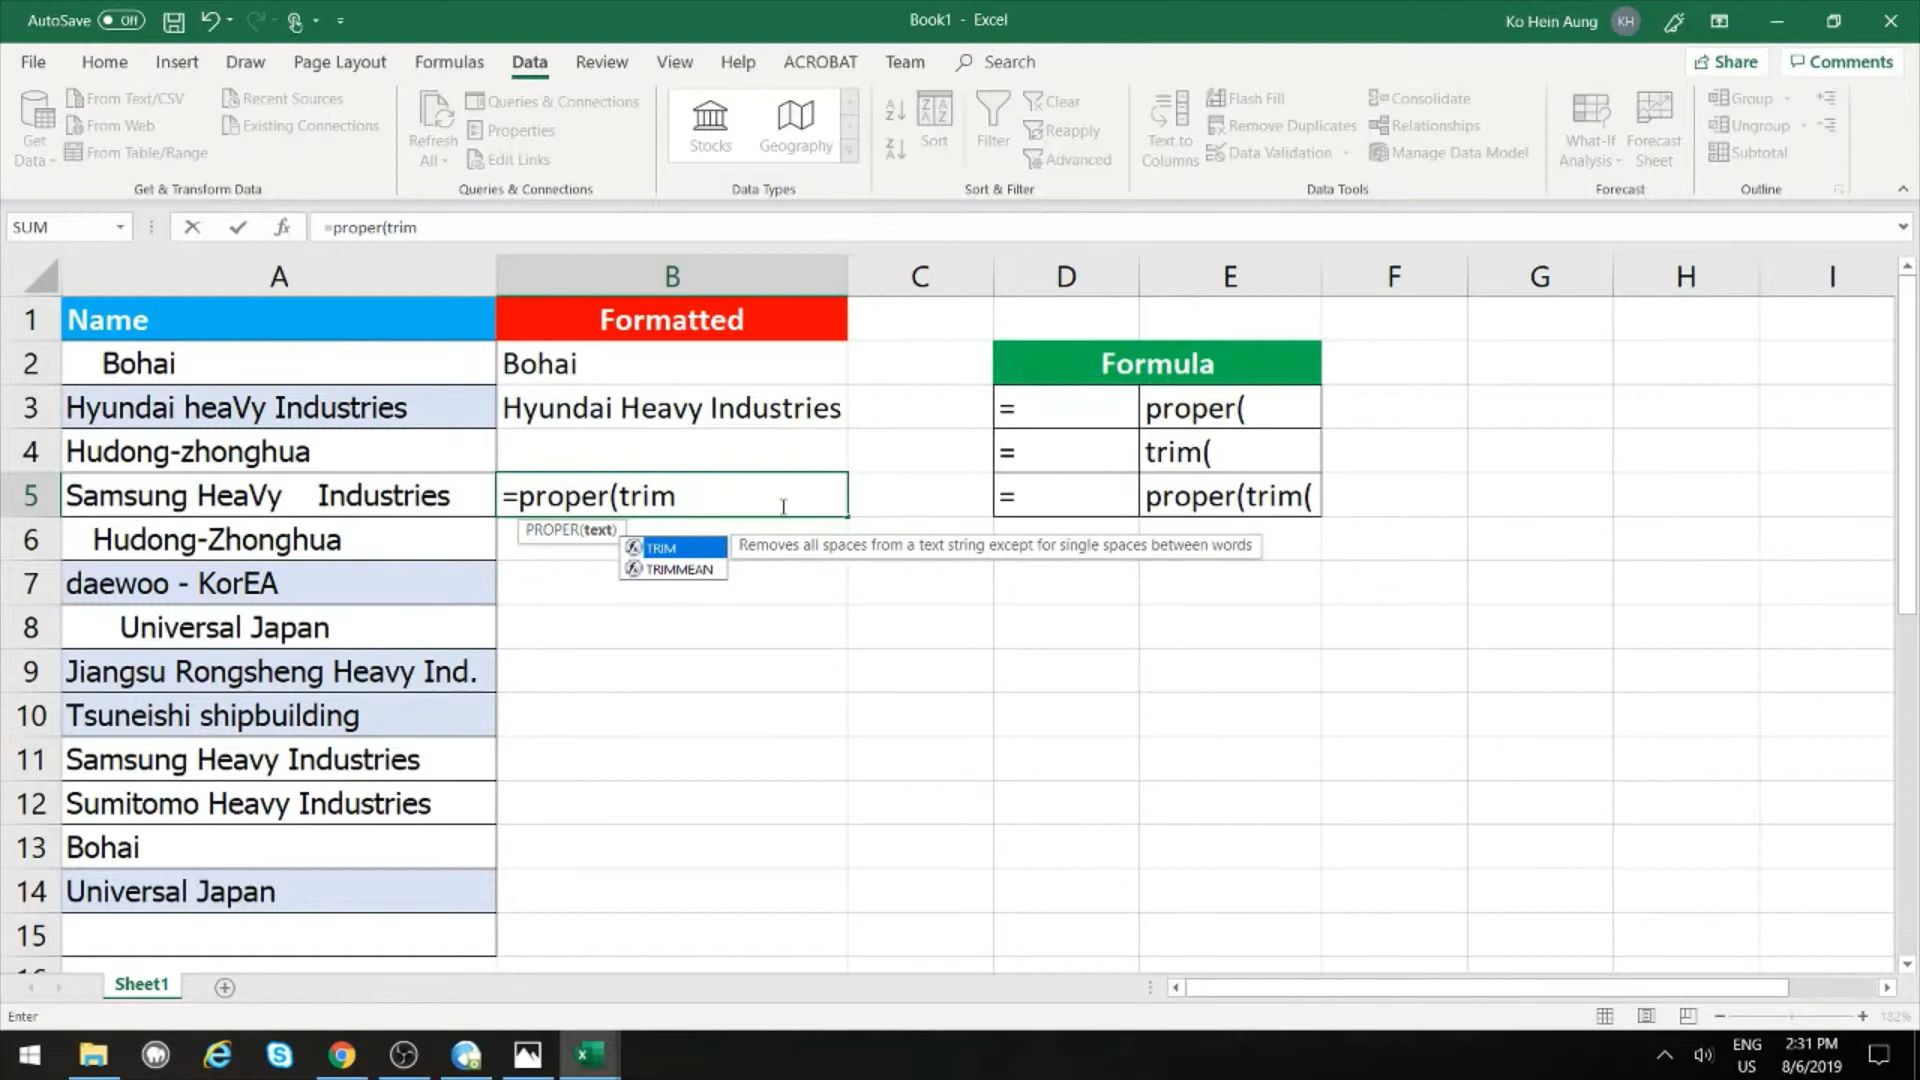 AutoSave Off
Book1 - Excel
Ko Hein Aung KH
File Home Insert Draw Page Layout Formulas Data Review View Help ACROBAT Team Search
Share Comments
Get Data
From Text/CSV
From Web
From Table/Range
Recent Sources
Existing Connections
Get & Transform Data
Refresh All
Queries & Connections
Properties
Edit Links
Queries & Connections
Stocks Geography
Data Types
Sort
Filter
Clear
Reapply
Advanced
Sort & Filter
Text to Columns
Flash Fill
Remove Duplicates
Data Validation
Consolidate
Relationships
Manage Data Model
Data Tools
What-If Analysis
Forecast Sheet
Forecast
Group
Ungroup
Subtotal
Outline
SUM fx =proper(trim
A B C D E F G H I
1 Name Formatted
2 Bohai Bohai Formula
3 Hyundai heaVy Industries Hyundai Heavy Industries = proper(
4 Hudong-zhonghua = trim(
5 Samsung HeaVy Industries =proper(trim = proper(trim(
PROPER(text)
TRIM Removes all spaces from a text string except for single spaces between words
TRIMMEAN
6 Hudong-Zhonghua
7 daewoo - KorEA
8 Universal Japan
9 Jiangsu Rongsheng Heavy Ind.
10 Tsuneishi shipbuilding
11 Samsung Heavy Industries
12 Sumitomo Heavy Industries
13 Bohai
14 Universal Japan
15
Sheet1
Enter 182%
ENG US
2:31 PM
8/6/2019